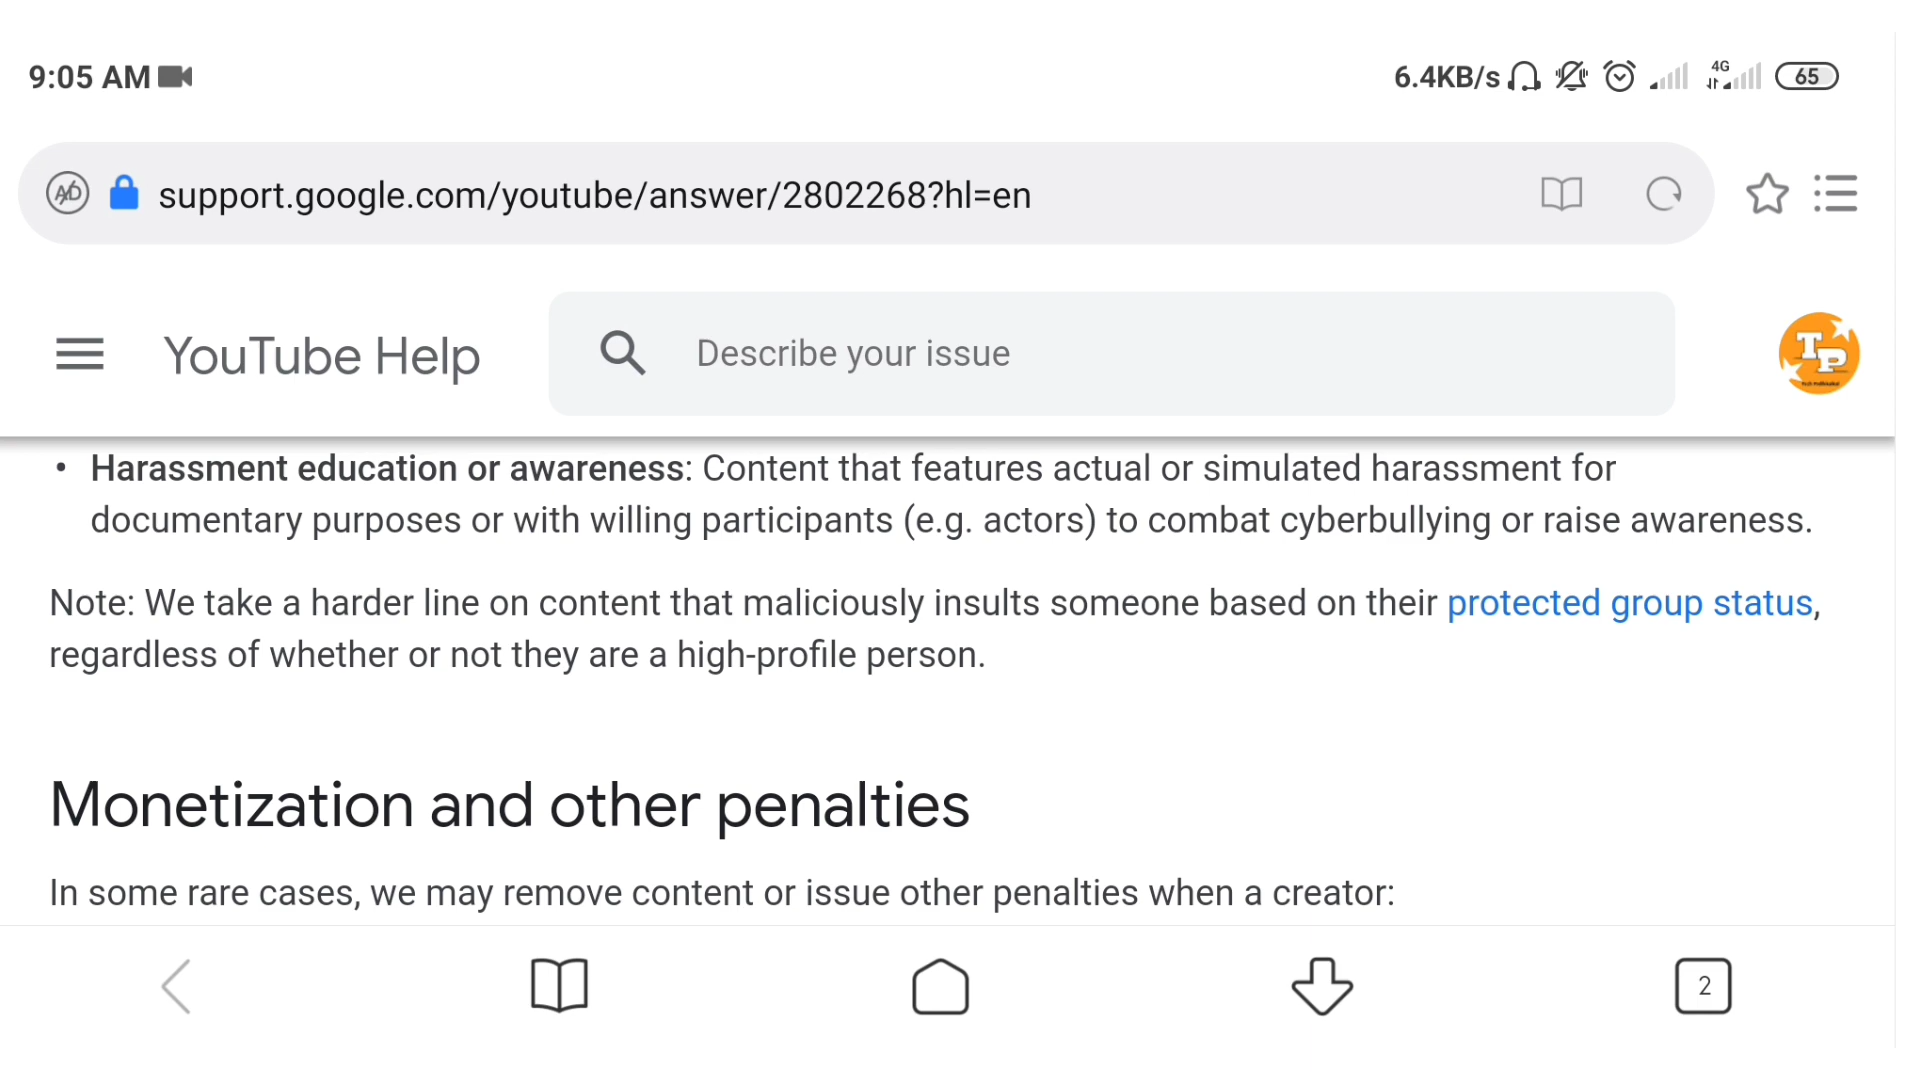 9:05 AM
6.4KB/s
4G
65
AD
support.google.com/youtube/answer/2802268?hl=en
YouTube Help
Describe your issue
TP
• Harassment education or awareness: Content that features actual or simulated harassment for
documentary purposes or with willing participants (e.g. actors) to combat cyberbullying or raise awareness.
Note: We take a harder line on content that maliciously insults someone based on their protected group status,
regardless of whether or not they are a high-profile person.
Monetization and other penalties
In some rare cases, we may remove content or issue other penalties when a creator:
2